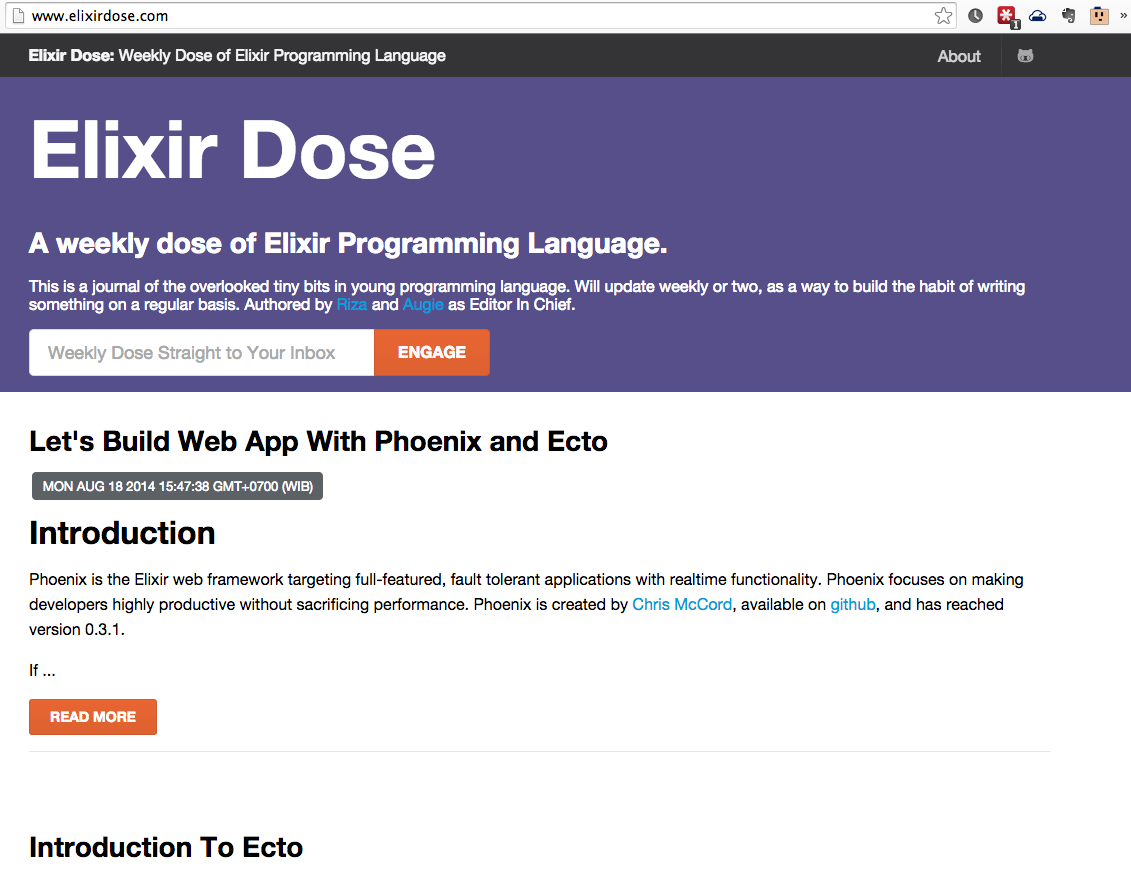 www.elixirdose.com
1
»
Elixir Dose: Weekly Dose of Elixir Programming Language
About
Elixir Dose
A weekly dose of Elixir Programming Language.
This is a journal of the overlooked tiny bits in young programming language. Will update weekly or two, as a way to build the habit of writing
something on a regular basis. Authored by Riza and Augie as Editor In Chief.
Weekly Dose Straight to Your Inbox
ENGAGE
Let's Build Web App With Phoenix and Ecto
MON AUG 18 2014 15:47:38 GMT+0700 (WIB)
Introduction
Phoenix is the Elixir web framework targeting full-featured, fault tolerant applications with realtime functionality. Phoenix focuses on making
developers highly productive without sacrificing performance. Phoenix is created by Chris McCord, available on github, and has reached
version 0.3.1.
If ...
READ MORE
Introduction To Ecto